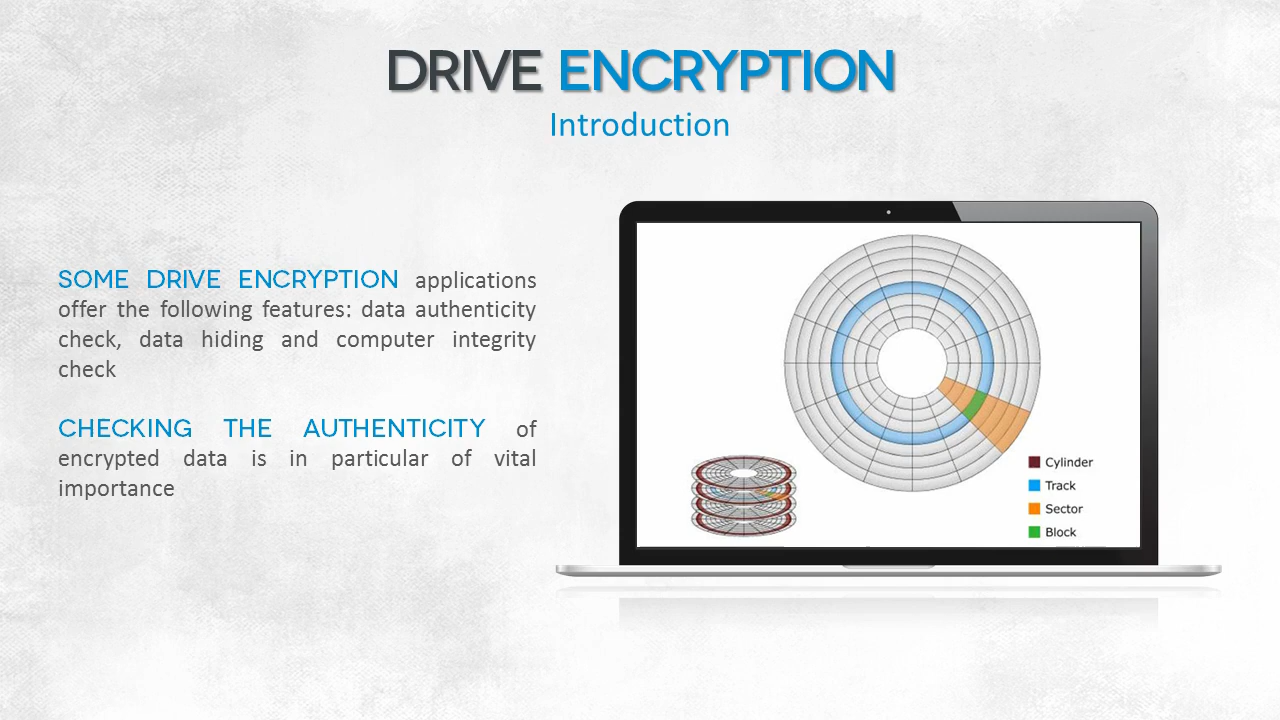 DRIVE ENCRYPTION
Introduction
SOME DRIVE ENCRYPTION applications
offer the following features: data authenticity
check, data hiding and computer integrity
check
CHECKING THE AUTHENTICITY of
encrypted data is in particular of vital
importance
Cylinder
Track
Sector
Block